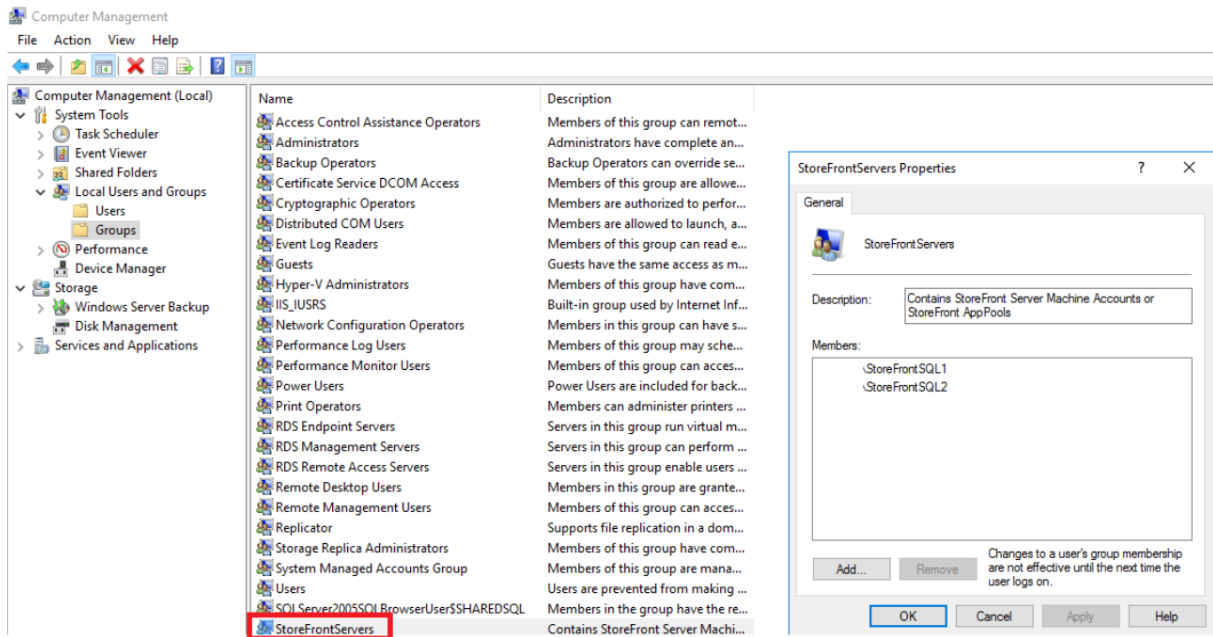 Computer Management
File Action View Help
Computer Management (Local)
System Tools
Task Scheduler
Event Viewer
Shared Folders
Local Users and Groups
Users
Groups
Performance
Device Manager
Storage
Windows Server Backup
Disk Management
Services and Applications
Name Description
Access Control Assistance Operators Members of this group can remot...
Administrators Administrators have complete an...
Backup Operators Backup Operators can override se...
Certificate Service DCOM Access Members of this group are allowe...
Cryptographic Operators Members are authorized to perfor...
Distributed COM Users Members are allowed to launch, a...
Event Log Readers Members of this group can read e...
Guests Guests have the same access as m...
Hyper-V Administrators Members of this group have com...
IIS_IUSRS Built-in group used by Internet Inf...
Network Configuration Operators Members in this group can have s...
Performance Log Users Members of this group may sche...
Performance Monitor Users Members of this group can acces...
Power Users Power Users are included for back...
Print Operators Members can administer printers ...
RDS Endpoint Servers Servers in this group run virtual m...
RDS Management Servers Servers in this group can perform ...
RDS Remote Access Servers Servers in this group enable users ...
Remote Desktop Users Members in this group are grante...
Remote Management Users Members of this group can acces...
Replicator Supports file replication in a dom...
Storage Replica Administrators Members of this group have com...
System Managed Accounts Group Members of this group are mana...
Users Users are prevented from making ...
SQLServer2005SQLBrowserUser$SHAREDSQL Members in the group have the re...
StoreFrontServers Contains StoreFront Server Machi...
StoreFrontServers Properties ? X
General
StoreFrontServers
Description: Contains StoreFront Server Machine Accounts or
StoreFront AppPools
Members:
\StoreFrontSQL1
\StoreFrontSQL2
Add... Remove
Changes to a user's group membership
are not effective until the next time the
user logs on.
OK Cancel Apply Help